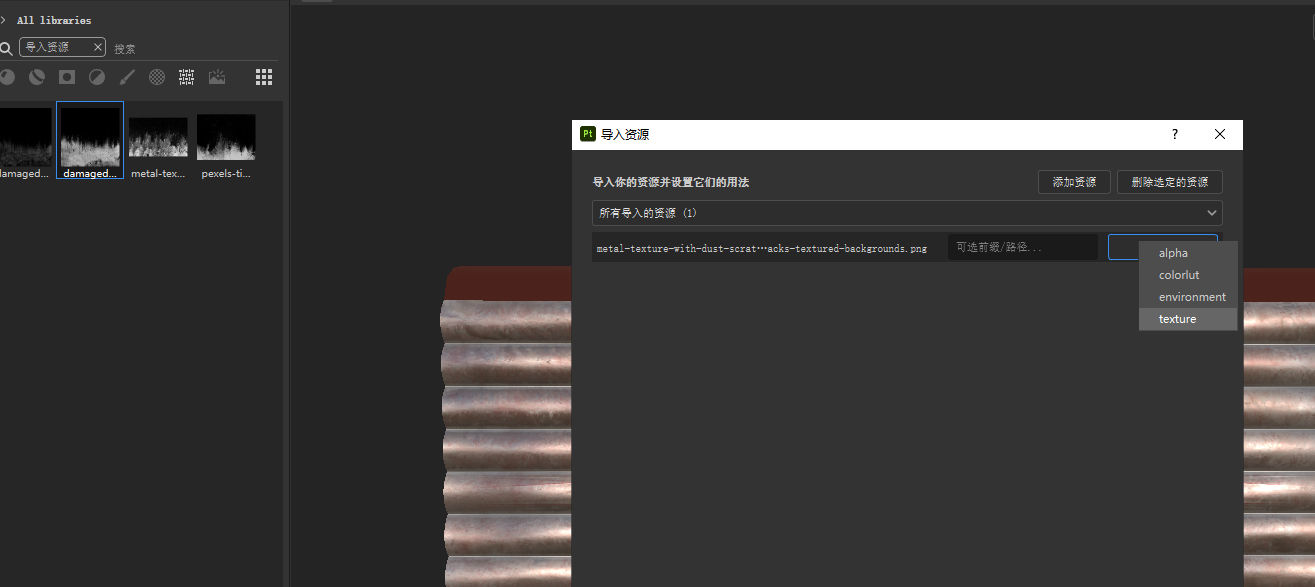 All libraries
导入资源
搜索
damaged...
metal-tex...
pexels-ti...
Pt 导入资源 ?
导入你的资源并设置它们的用法
添加资源
删除选定的资源
所有导入的资源 (1)
metal-texture-with-dust-scrat…acks-textured-backgrounds.png
可选前缀/路径...
alpha
colorlut
environment
texture